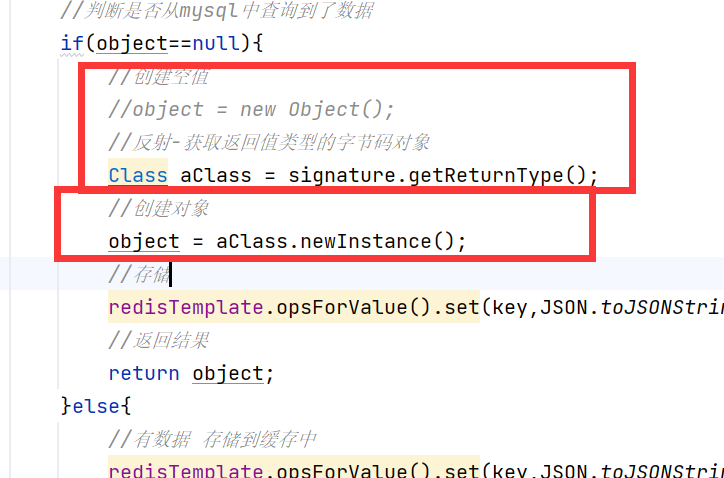 //判断是否从mysql中查询到了数据
if(object==null){
//创建空值
//object = new Object();
//反射-获取返回值类型的字节码对象
Class aClass = signature.getReturnType();
//创建对象
object = aClass.newInstance();
//存储
redisTemplate.opsForValue().set(key,JSON.toJSONStrin
//返回结果
return object;
}else{
//有数据 存储到缓存中
redisTemplate.opsForValue().set(key,JSON.toJSONStrin